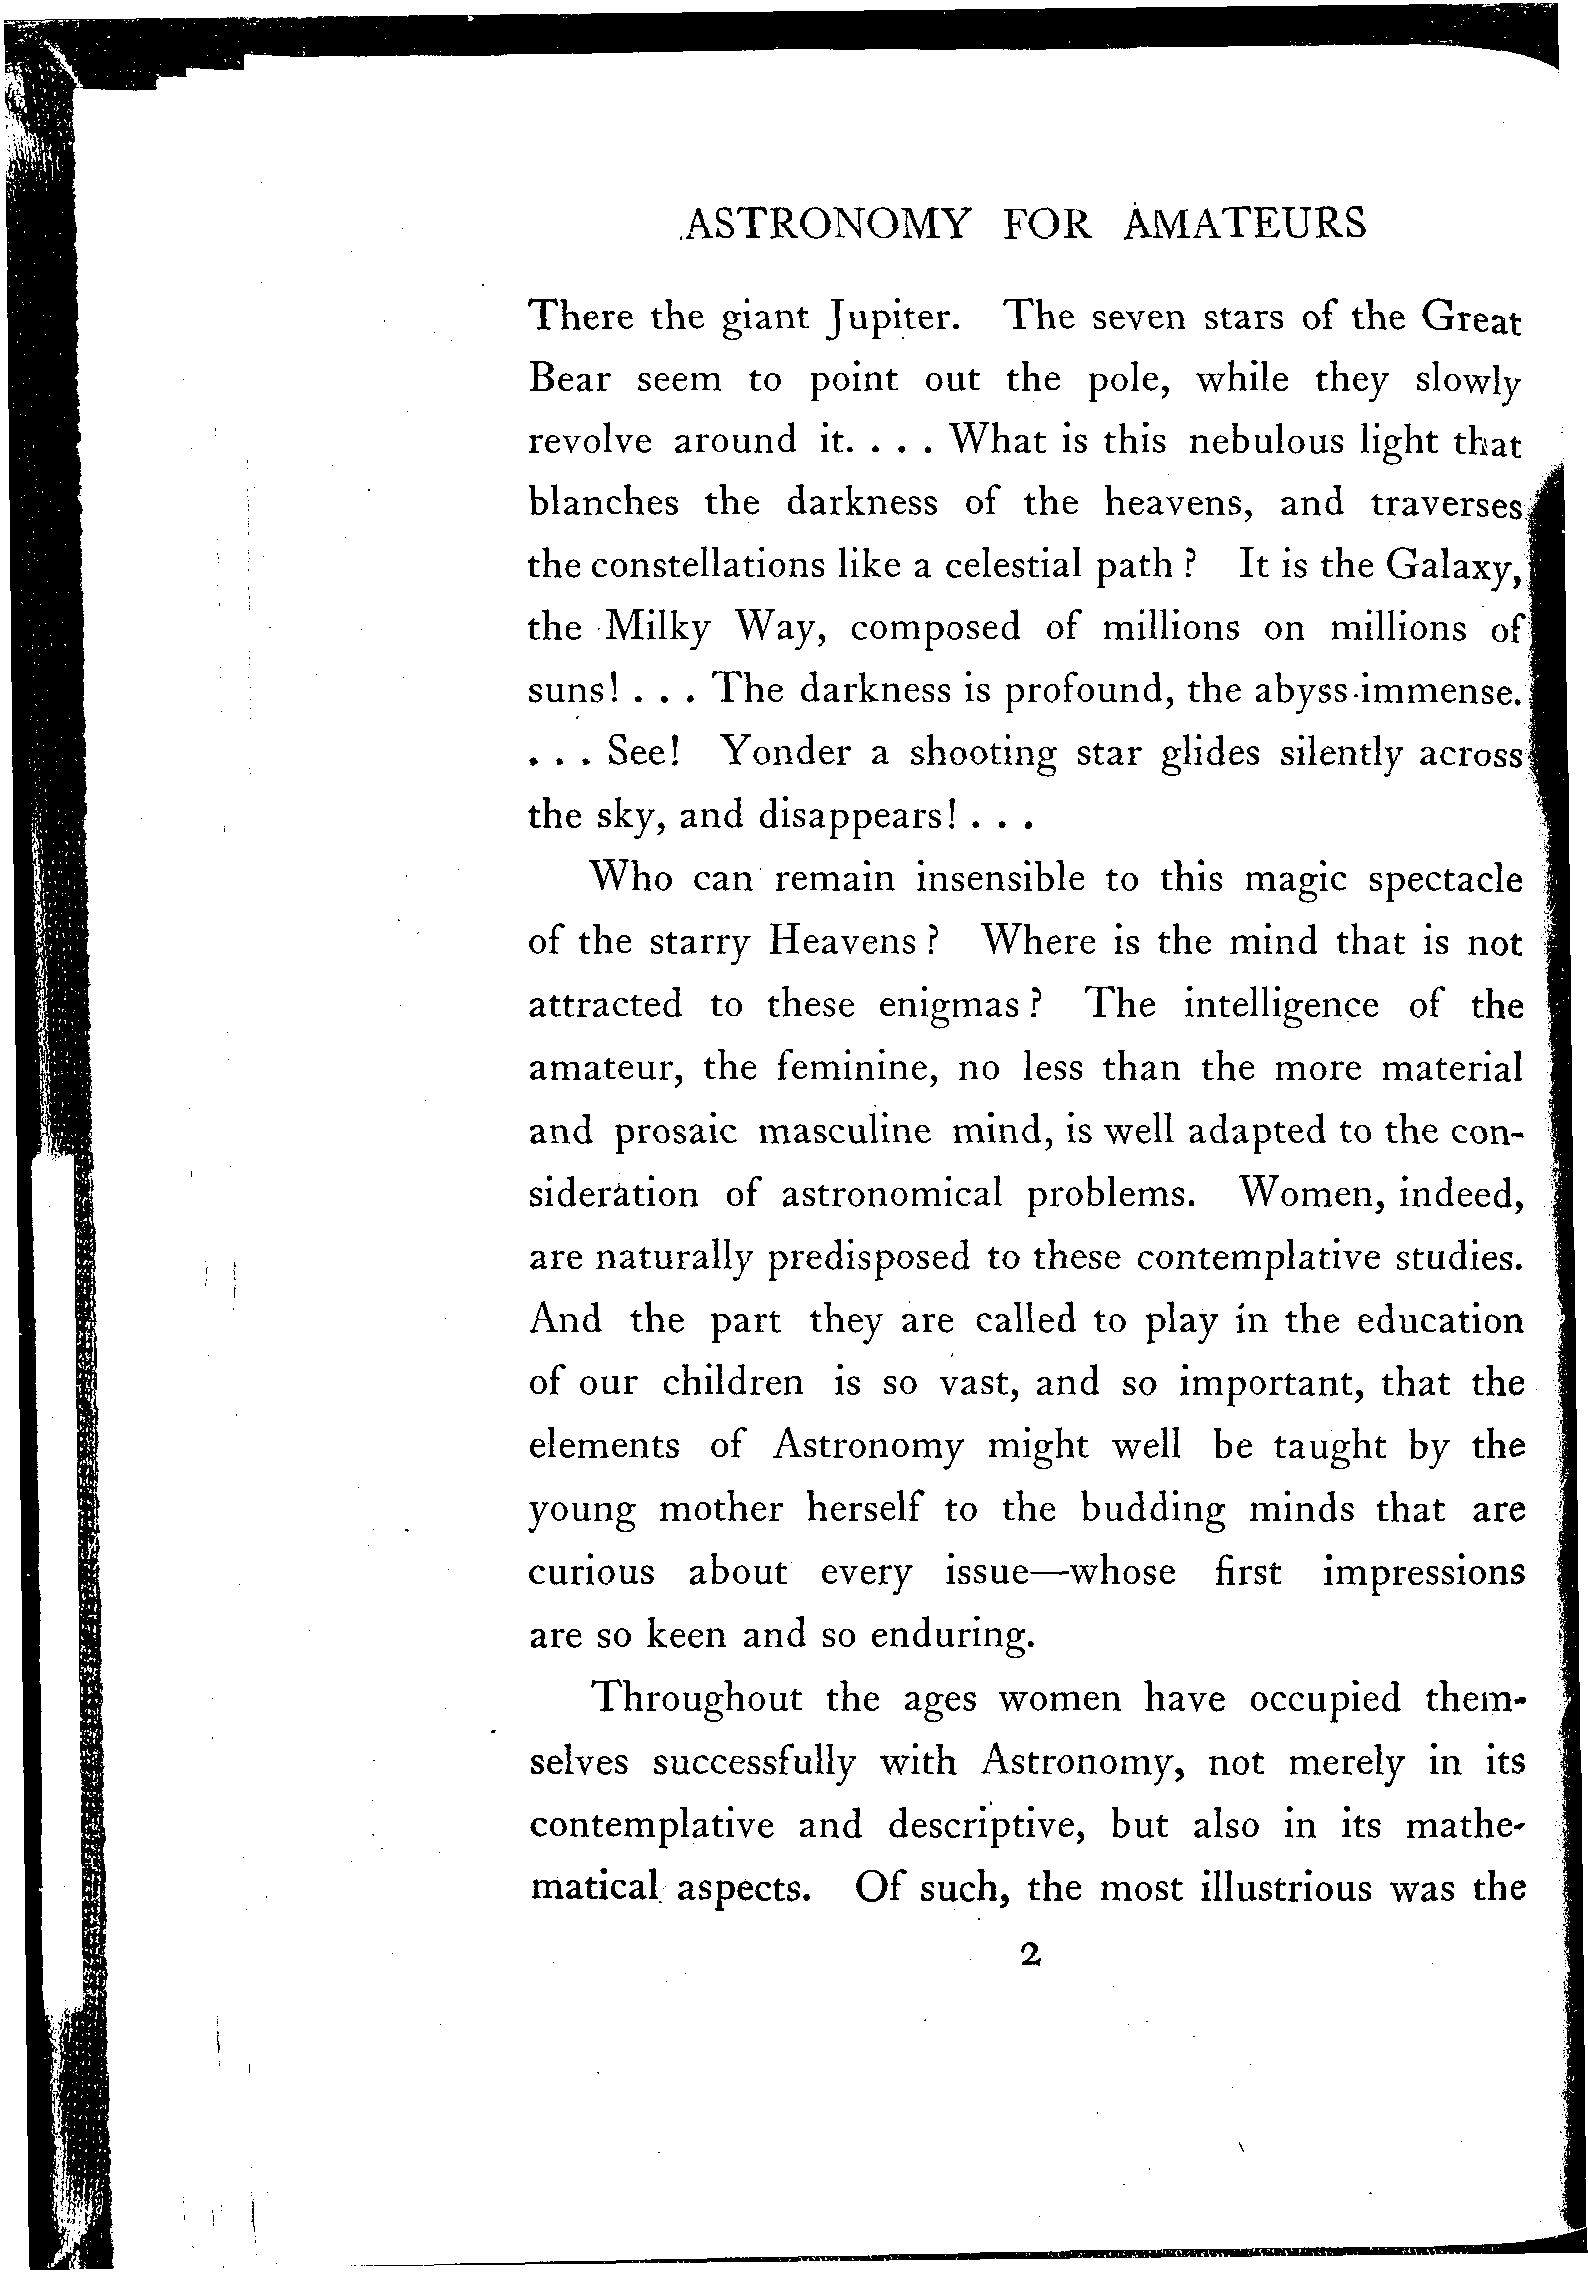 ASTRONOMY FOR AMATEURS
There the giant Jupiter. The seven stars of the Great
Bear seem to point out the pole, while they slowly
revolve around it. . . . What is this nebulous light that
blanches the darkness of the heavens, and traverses
the constellations like a celestial path ? It is the Galaxy,
the Milky Way, composed of millions on millions of
suns! . . . The darkness is profound, the abyss immense.
. . . See! Yonder a shooting star glides silently across
the sky, and disappears! . . .
Who can remain insensible to this magic spectacle
of the starry Heavens ? Where is the mind that is not
attracted to these enigmas ? The intelligence of the
amateur, the feminine, no less than the more material
and prosaic masculine mind, is well adapted to the con-
sideration of astronomical problems. Women, indeed,
are naturally predisposed to these contemplative studies.
And the part they are called to play in the education
of our children is so vast, and so important, that the
elements of Astronomy might well be taught by the
young mother herself to the budding minds that are
curious about every issue—whose first impressions
are so keen and so enduring.
Throughout the ages women have occupied them-
selves successfully with Astronomy, not merely in its
contemplative and descriptive, but also in its mathe-
matical aspects. Of such, the most illustrious was the
2